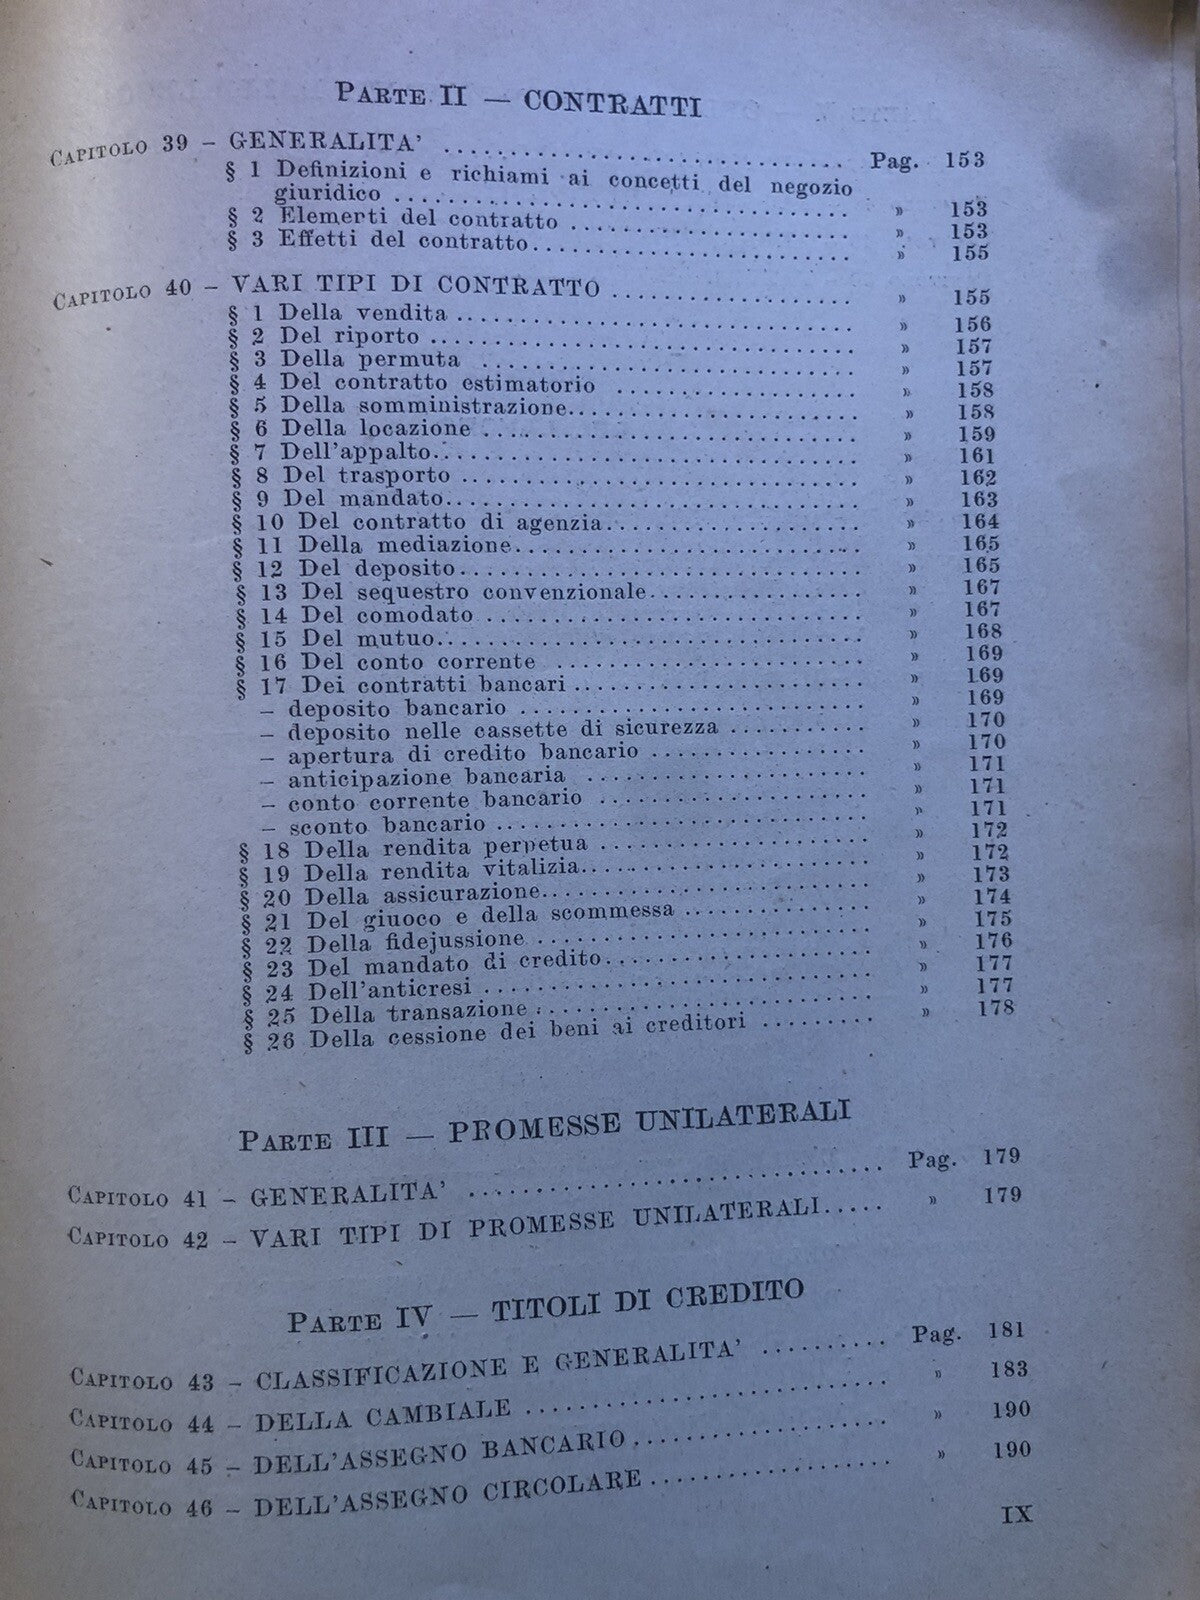 PARTE II — CONTRATTI
CAPITOLO 39 – GENERALITA' .......... Pag. 153
§ 1 Definizioni e richiami ai concetti del negozio
giuridico .......... » 153
§ 2 Elementi del contratto .......... » 153
§ 3 Effetti del contratto .......... » 155
CAPITOLO 40 – VARI TIPI DI CONTRATTO .......... » 155
§ 1 Della vendita .......... » 156
§ 2 Del riporto .......... » 157
§ 3 Della permuta .......... » 157
§ 4 Del contratto estimatorio .......... » 158
§ 5 Della somministrazione .......... » 158
§ 6 Della locazione .......... » 159
§ 7 Dell'appalto .......... » 161
§ 8 Del trasporto .......... » 162
§ 9 Del mandato .......... » 163
§ 10 Del contratto di agenzia .......... » 164
§ 11 Della mediazione .......... » 165
§ 12 Del deposito .......... » 165
§ 13 Del sequestro convenzionale .......... » 167
§ 14 Del comodato .......... » 167
§ 15 Del mutuo .......... » 168
§ 16 Del conto corrente .......... » 169
§ 17 Dei contratti bancari .......... » 169
– deposito bancario .......... » 169
– deposito nelle cassette di sicurezza .......... » 170
– apertura di credito bancario .......... » 170
– anticipazione bancaria .......... » 171
– conto corrente bancario .......... » 171
– sconto bancario .......... » 171
§ 18 Della rendita perpetua .......... » 172
§ 19 Della rendita vitalizia .......... » 172
§ 20 Della assicurazione .......... » 173
§ 21 Del giuoco e della scommessa .......... » 174
§ 22 Della fidejussione .......... » 175
§ 23 Del mandato di credito .......... » 176
§ 24 Dell'anticresi .......... » 177
§ 25 Della transazione .......... » 177
§ 26 Della cessione dei beni ai creditori .......... » 178
PARTE III — PROMESSE UNILATERALI
CAPITOLO 41 – GENERALITA' .......... Pag. 179
CAPITOLO 42 – VARI TIPI DI PROMESSE UNILATERALI ..... » 179
PARTE IV — TITOLI DI CREDITO
CAPITOLO 43 – CLASSIFICAZIONE E GENERALITA' .......... Pag. 181
CAPITOLO 44 – DELLA CAMBIALE .......... » 183
CAPITOLO 45 – DELL'ASSEGNO BANCARIO .......... » 190
CAPITOLO 46 – DELL'ASSEGNO CIRCOLARE .......... » 190
IX